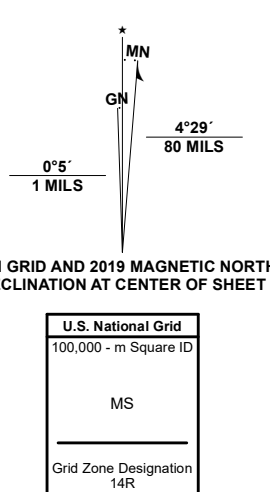 ★
MN
GN
4°29´
80 MILS
0°5´
1 MILS
GRID AND 2019 MAGNETIC NORTH
CLINATION AT CENTER OF SHEET
U.S. National Grid
100,000 - m Square ID
MS
Grid Zone Designation
14R